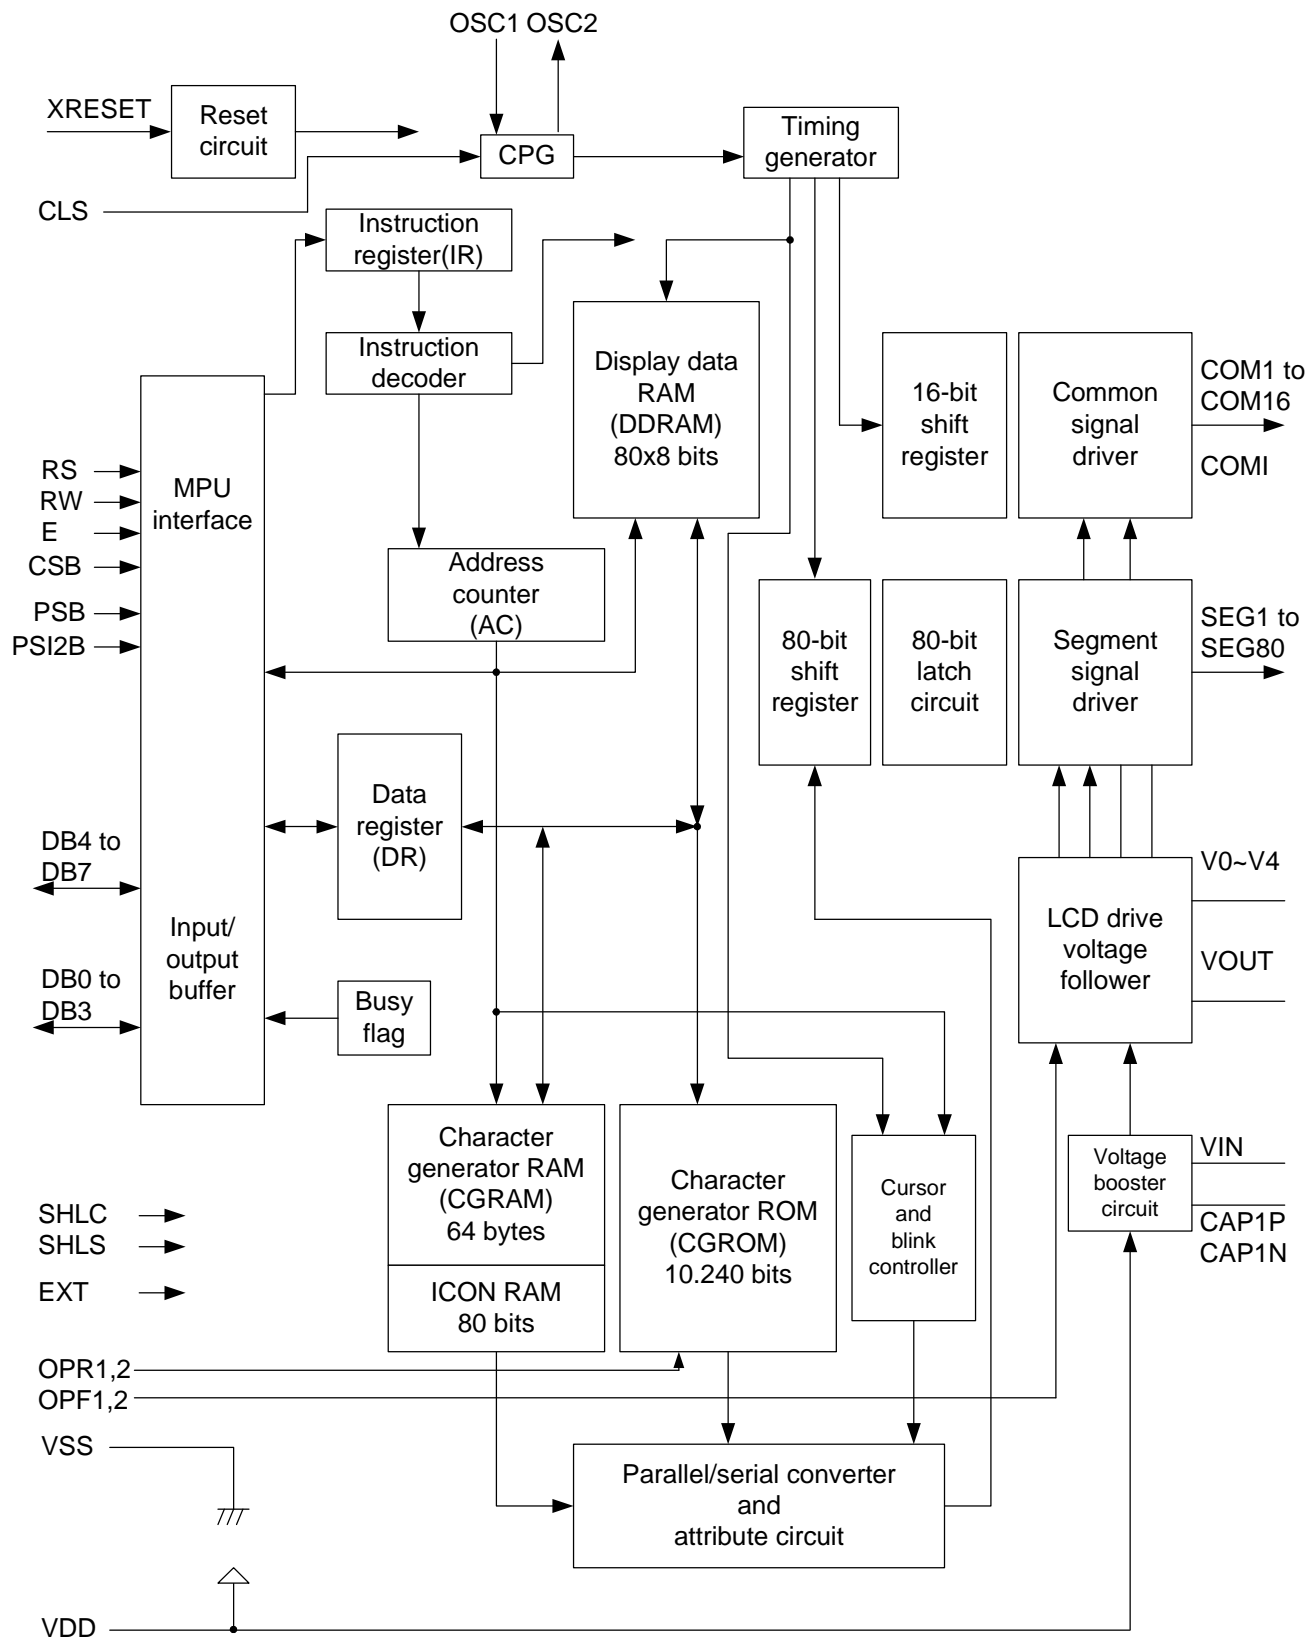 OSC1 OSC2
XRESET
Reset
circuit
CPG
Timing
generator
CLS
Instruction
register(IR)
Instruction
decoder
Display data
RAM
(DDRAM)
80x8 bits
16-bit
shift
register
Common
signal
driver
COM1 to
COM16
COMI
RS
RW
E
CSB
PSB
PSI2B
MPU
interface
Address
counter
(AC)
80-bit
shift
register
80-bit
latch
circuit
Segment
signal
driver
SEG1 to
SEG80
Data
register
(DR)
DB4 to
DB7
Input/
output
buffer
DB0 to
DB3
Busy
flag
LCD drive
voltage
follower
V0~V4
VOUT
Character
generator RAM
(CGRAM)
64 bytes
ICON RAM
80 bits
Character
generator ROM
(CGROM)
10.240 bits
Cursor
and
blink
controller
Voltage
booster
circuit
VIN
CAP1P
CAP1N
SHLC
SHLS
EXT
OPR1,2
OPF1,2
VSS
Parallel/serial converter
and
attribute circuit
VDD